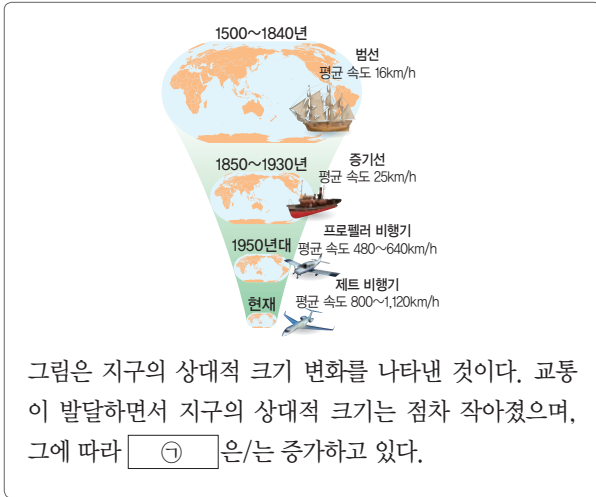 1500～1840년
범선
평균 속도 16km/h
1850～1930년
증기선
평균 속도 25km/h
1950년대
프로펠러 비행기
평균 속도 480～640km/h
현재
제트 비행기
평균 속도 800～1,120km/h
그림은 지구의 상대적 크기 변화를 나타낸 것이다. 교통
이 발달하면서 지구의 상대적 크기는 점차 작아졌으며,
그에 따라 ㉠ 은/는 증가하고 있다.